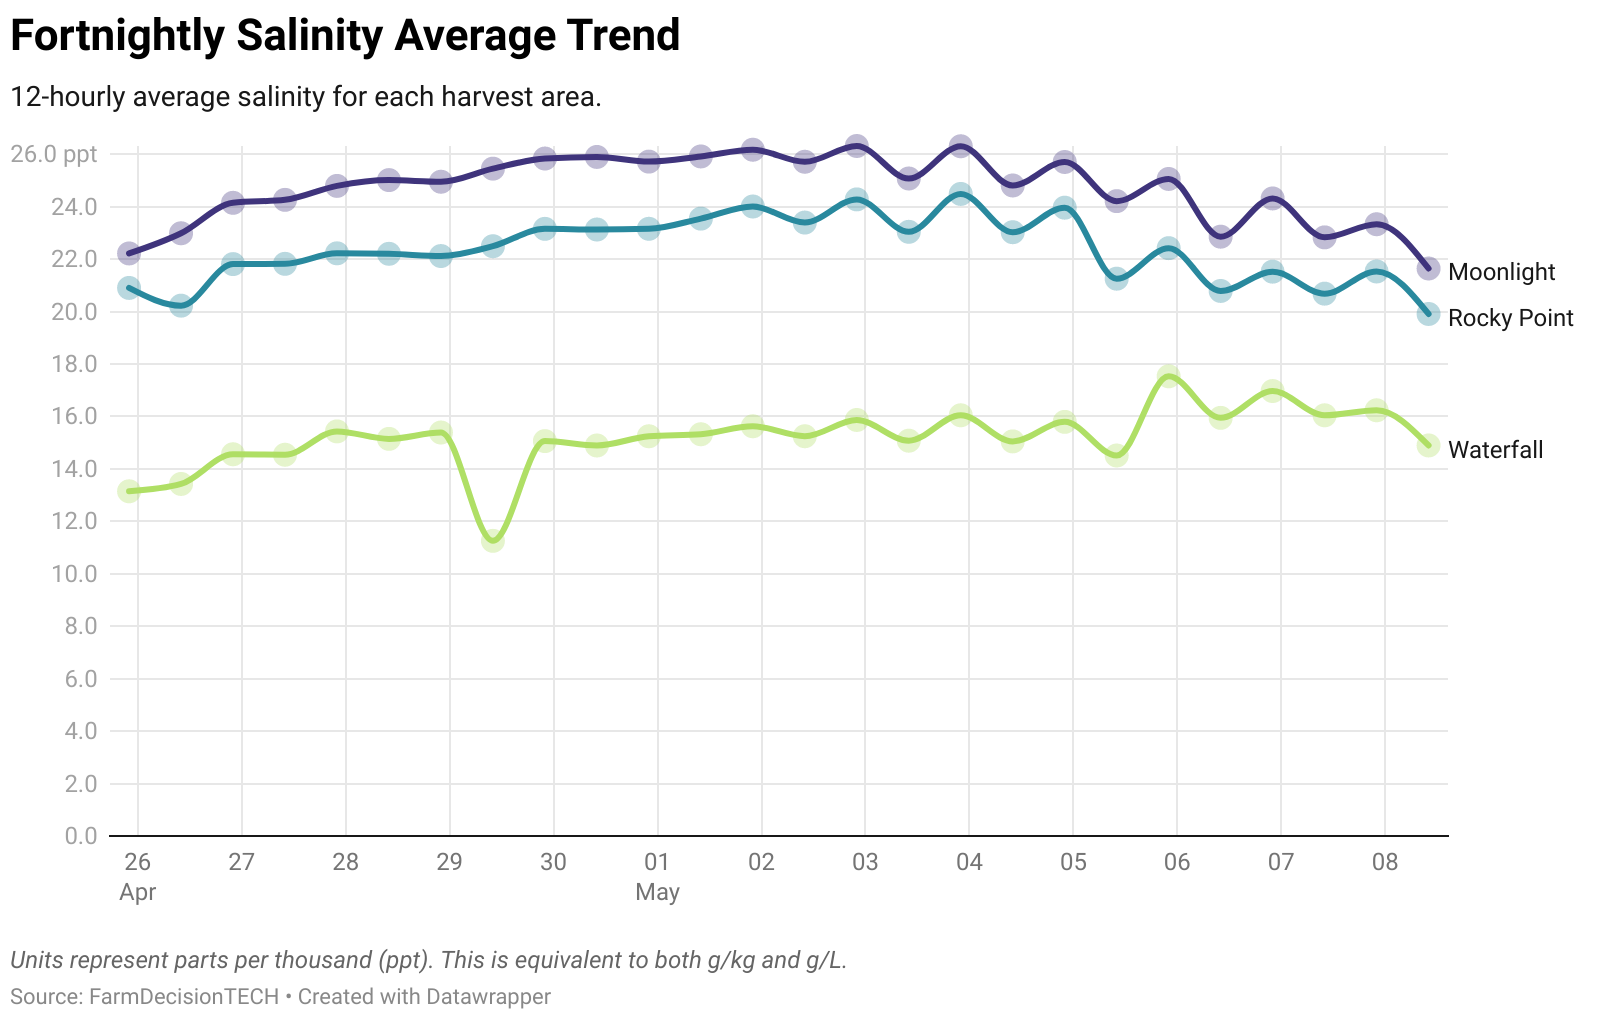 Fortnightly Salinity Average Trend
12-hourly average salinity for each harvest area.
26.0 ppt
24.0
22.0
Moonlight
20.0
Rocky Point
18.0
16.0
Waterfall
14.0
12.0
10.0
8.0
6.0
4.0
2.0
0.0
26 27 28 29 30 01 02 03 04 05 06 07 08
Apr May
Units represent parts per thousand (ppt). This is equivalent to both g/kg and g/L.
Source: FarmDecisionTECH • Created with Datawrapper